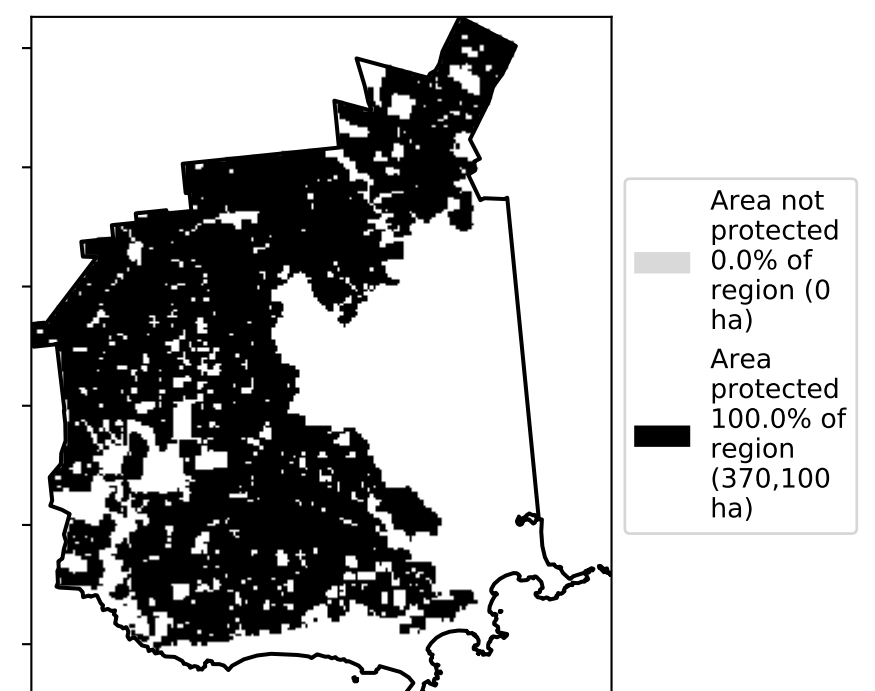 Area not
protected
0.0% of
region (0
ha)
Area
protected
100.0% of
region
(370,100
ha)